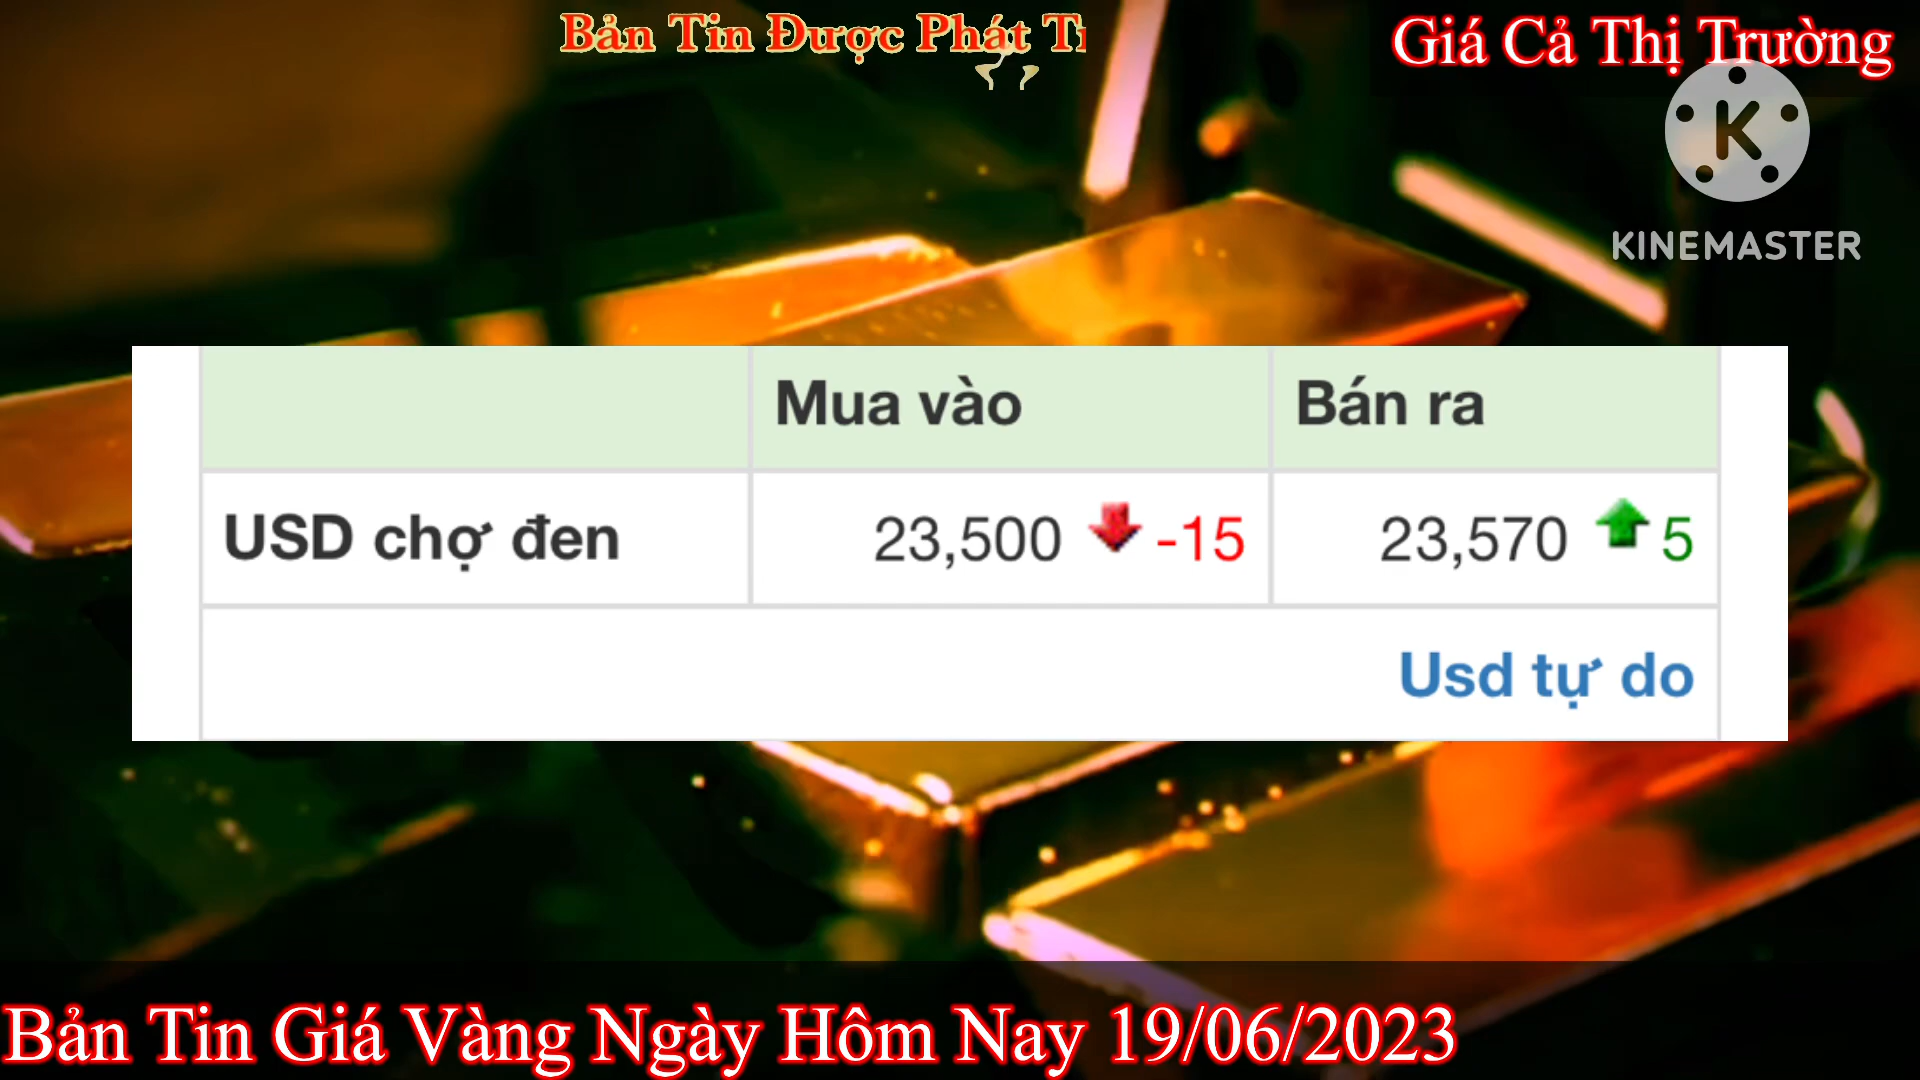 Bản Tin Được Phát
Giá Cả Thị Trường
K
KINEMASTER
Mua vào Bán ra
USD chợ đen 23,500 -15 23,570 5
Usd tự do
Bản Tin Giá Vàng Ngày Hôm Nay 19/06/2023